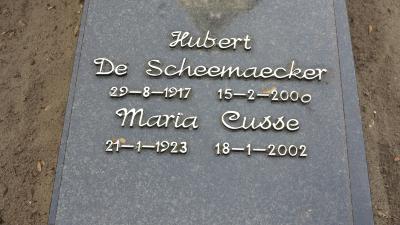 Hubert
De Scheemaecker
29-8-1917 15-2-2000
Maria Cusse
21-1-1923 18-1-2002